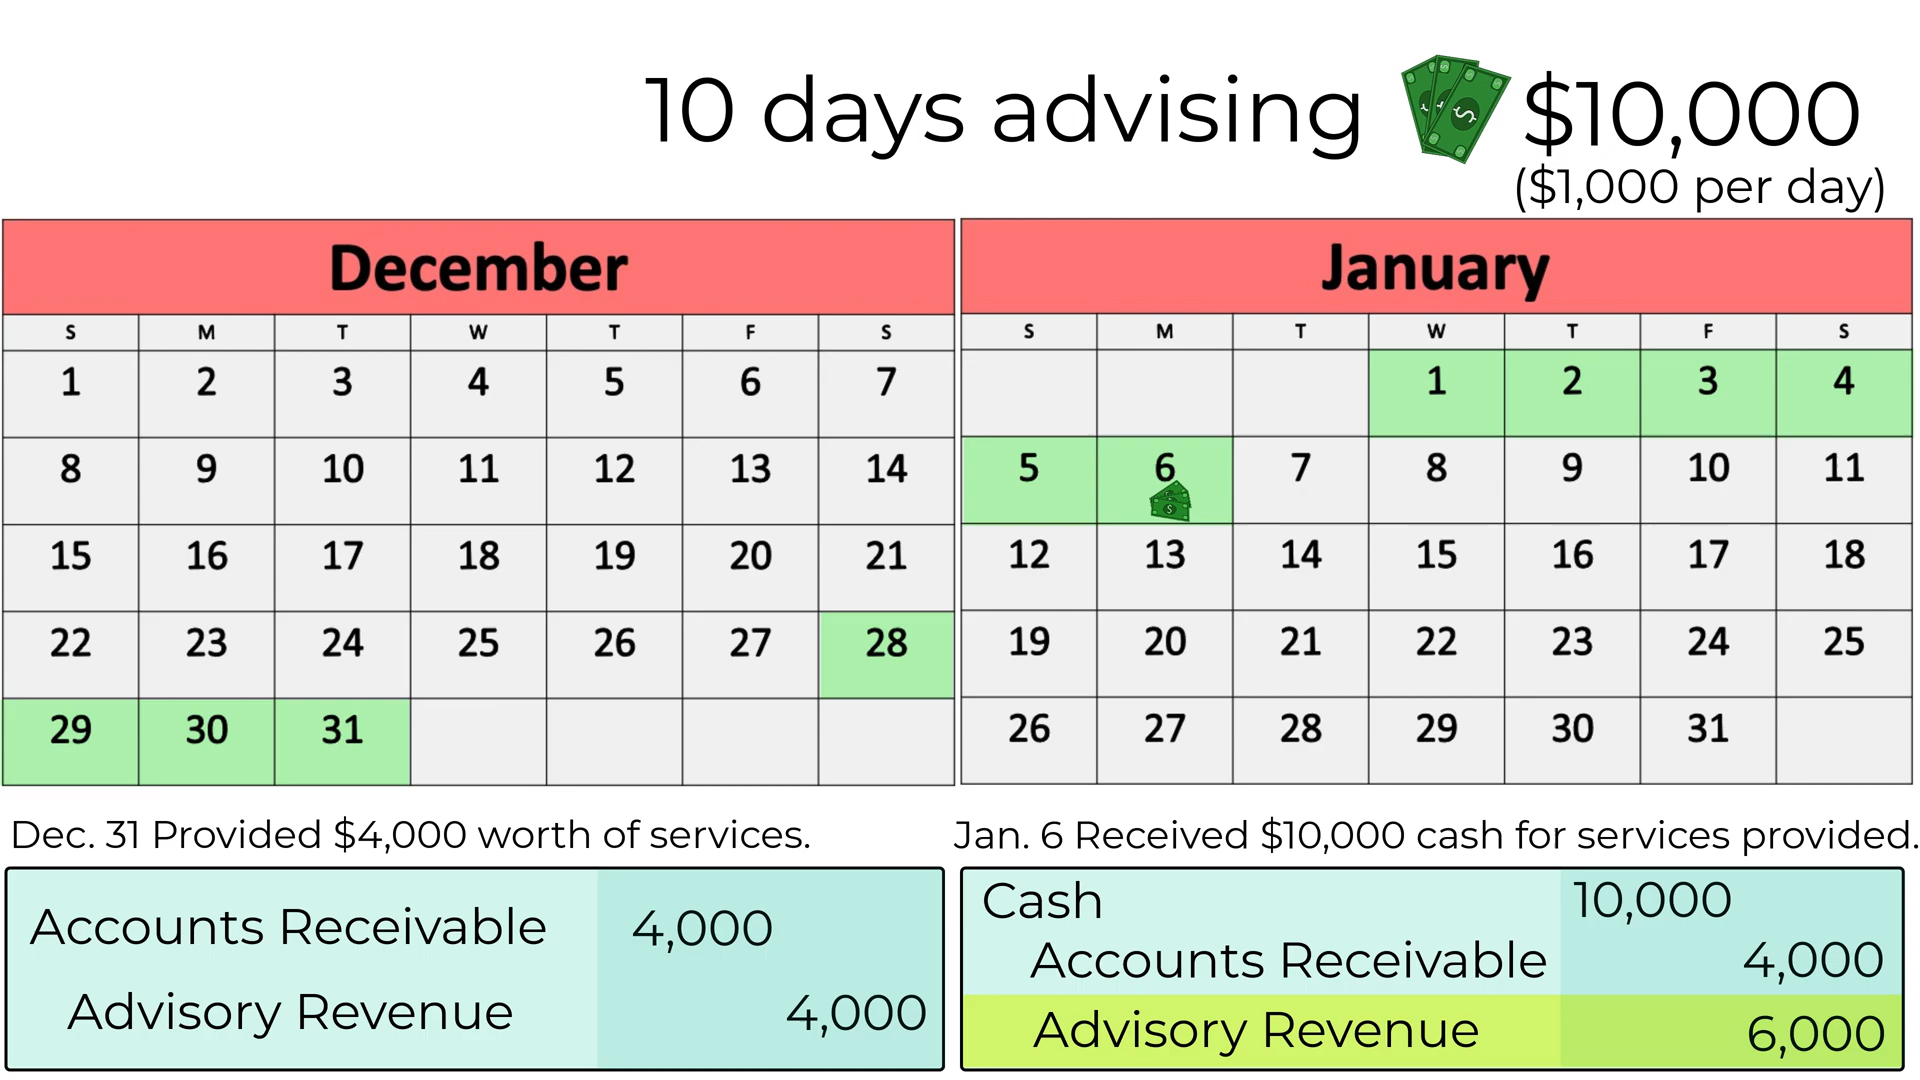 10 days advising $10,000
($1,000 per day)
December
S M T W T F S
1 2 3 4 5 6 7
8 9 10 11 12 13 14
15 16 17 18 19 20 21
22 23 24 25 26 27 28
29 30 31
January
S M T W T F S
1 2 3 4
5 6 7 8 9 10 11
12 13 14 15 16 17 18
19 20 21 22 23 24 25
26 27 28 29 30 31
Dec. 31 Provided $4,000 worth of services.
Accounts Receivable 4,000
Advisory Revenue 4,000
Jan. 6 Received $10,000 cash for services provided.
Cash 10,000
Accounts Receivable 4,000
Advisory Revenue 6,000